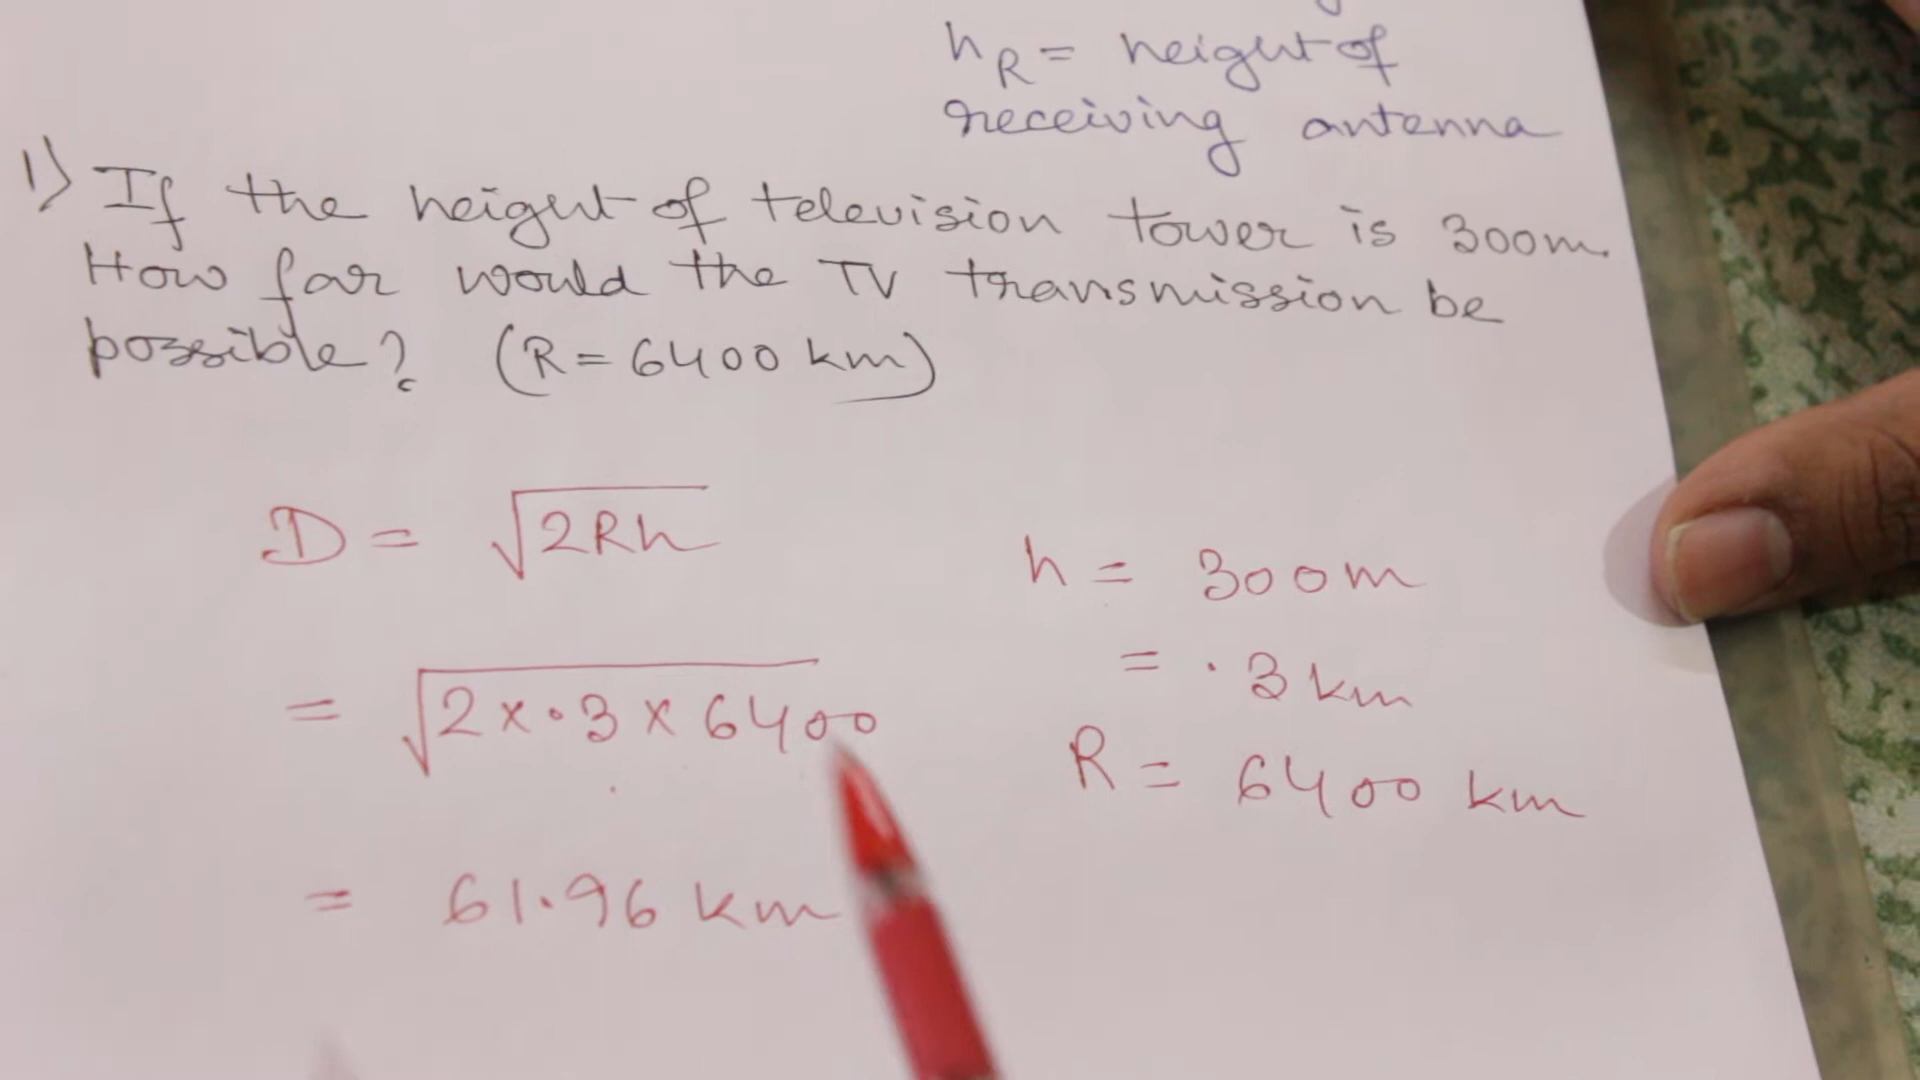 h_R = height of
receiving antenna
1) If the height of television tower is 300m.
How far would the TV transmission be
possible? (R = 6400 km)
D = √2Rh
h = 300m
= √2 × .3 × 6400
= .3 km
R = 6400 km
= 61.96 km